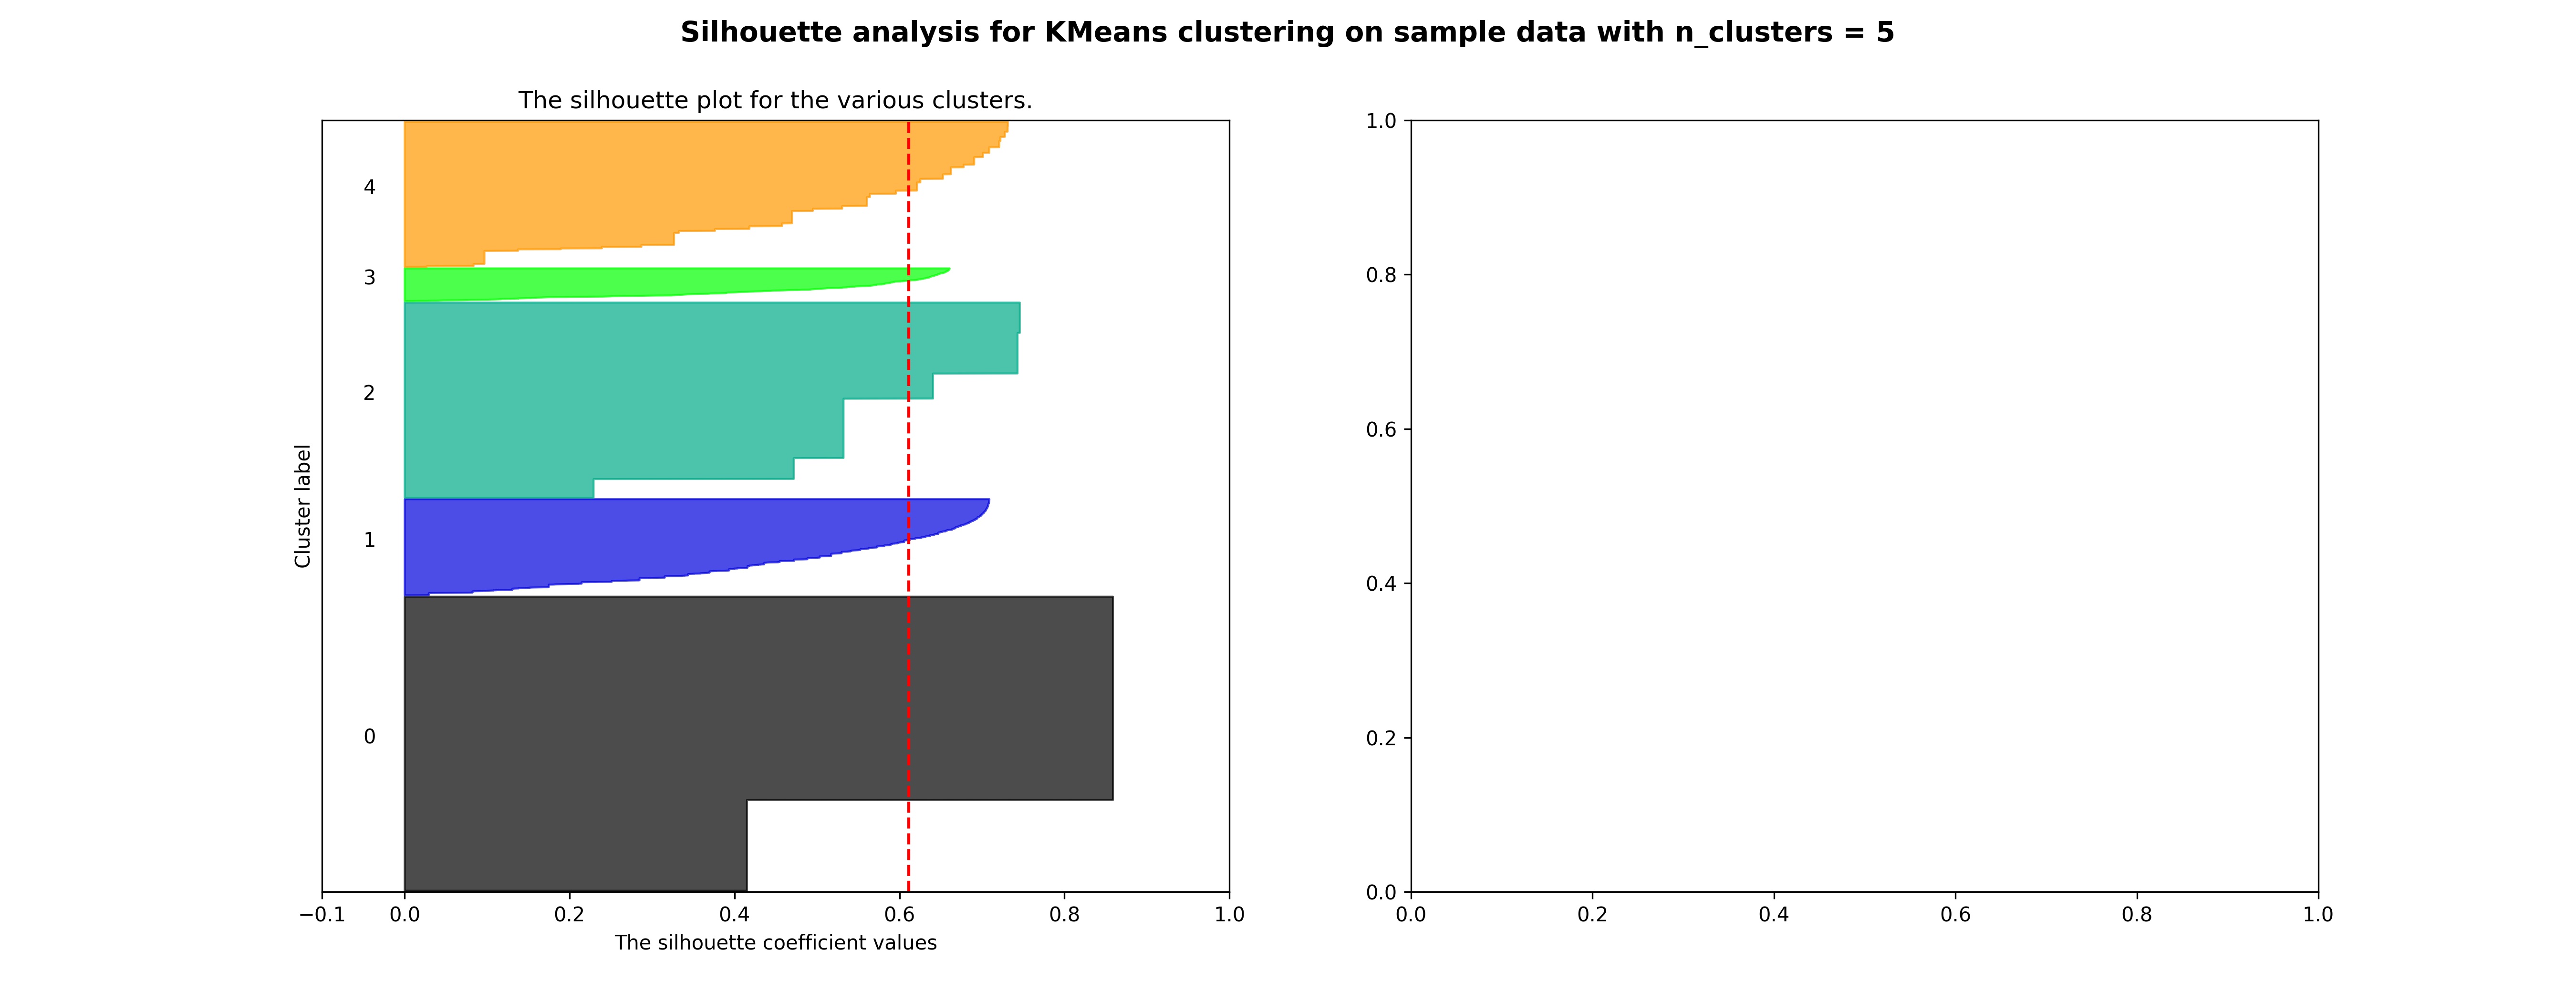 Silhouette analysis for KMeans clustering on sample data with n_clusters = 5
The silhouette plot for the various clusters.
4
3
2
1
0
Cluster label
−0.1 0.0 0.2 0.4 0.6 0.8 1.0
The silhouette coefficient values
1.0
0.8
0.6
0.4
0.2
0.0
0.0 0.2 0.4 0.6 0.8 1.0